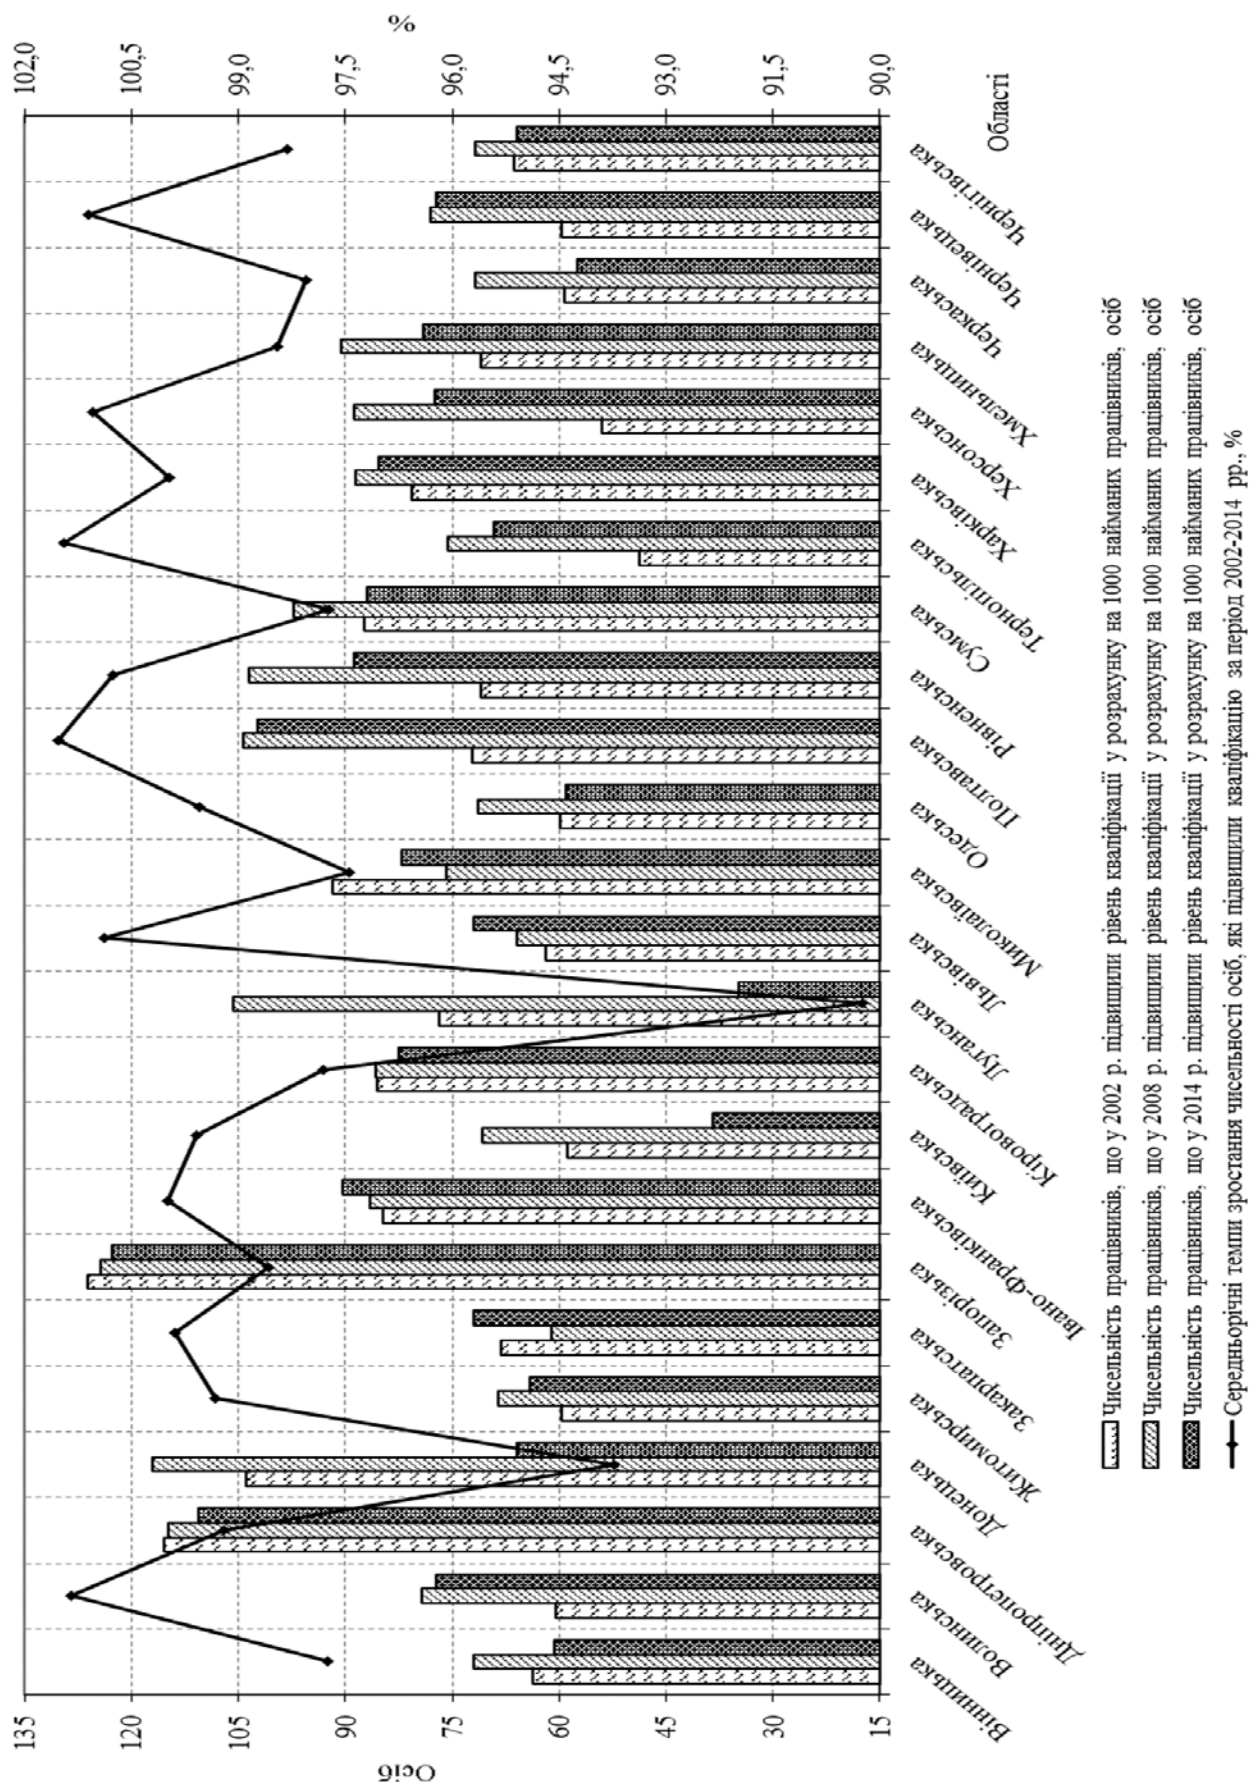 %
102,0
100,5
99,0
97,5
96,0
94,5
93,0
91,5
90,0
Осіб
135,0
120
105
90
75
60
45
30
15
Вінницька
Волинська
Дніпропетровська
Донецька
Житомирська
Закарпатська
Запорізька
Івано-Франківська
Київська
Кіровоградська
Луганська
Львівська
Миколаївська
Одеська
Полтавська
Рівненська
Сумська
Тернопільська
Харківська
Херсонська
Хмельницька
Черкаська
Чернівецька
Чернігівська
Області
Чисельність працівників, що у 2002 р. підвищили рівень кваліфікації у розрахунку на 1000 найманих працівників, осіб
Чисельність працівників, що у 2008 р. підвищили рівень кваліфікації у розрахунку на 1000 найманих працівників, осіб
Чисельність працівників, що у 2014 р. підвищили рівень кваліфікації у розрахунку на 1000 найманих працівників, осіб
Середньорічні темпи зростання чисельності осіб, які підвищили кваліфікацію за період 2002-2014 рр., %